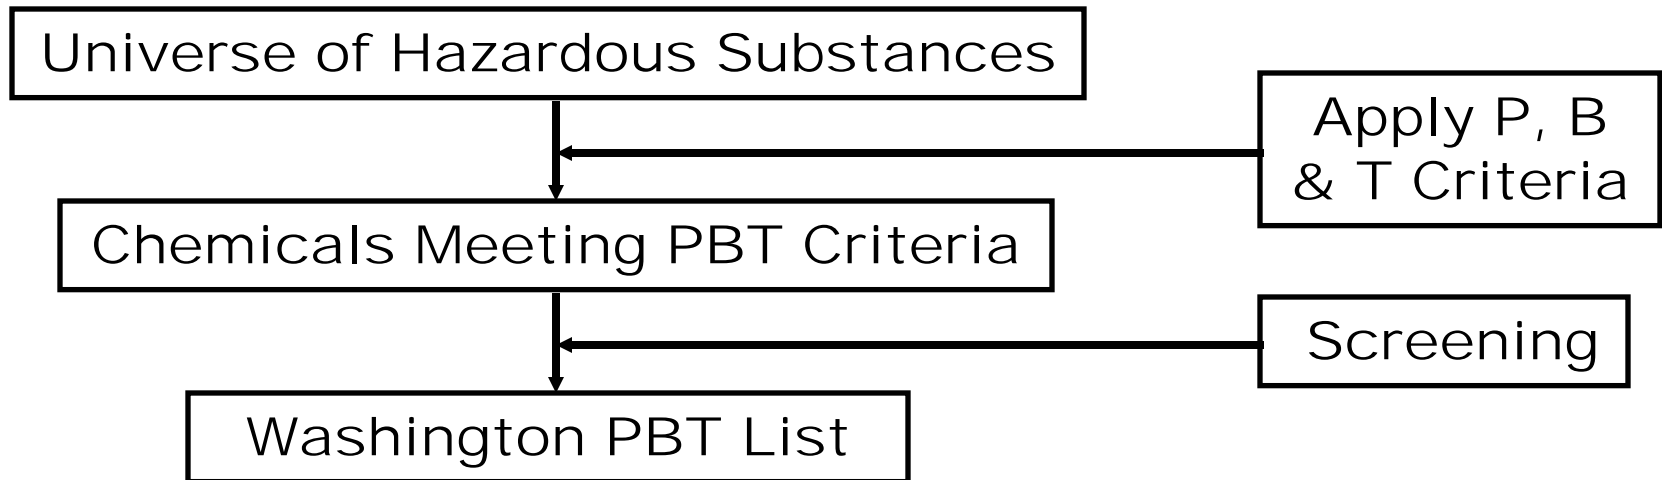 Universe of Hazardous Substances
Apply P, B
& T Criteria
Chemicals Meeting PBT Criteria
Screening
Washington PBT List